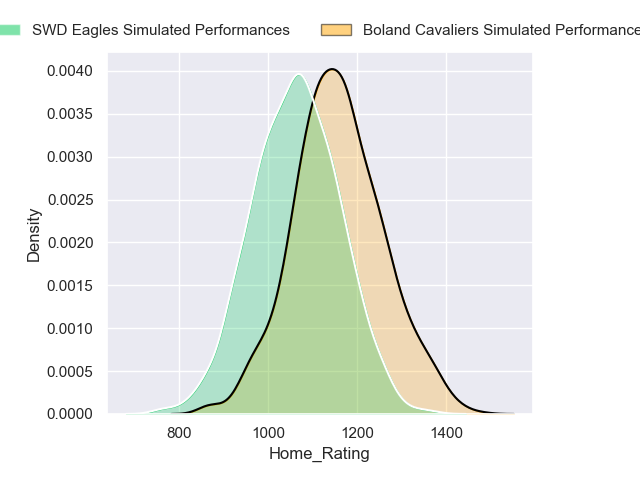 SWD Eagles Simulated Performances Boland Cavaliers Simulated Performance
0.0040
0.0035
0.0030
0.0025
0.0020
0.0015
0.0010
0.0005
0.0000
Density
800 1000 1200 1400
Home_Rating